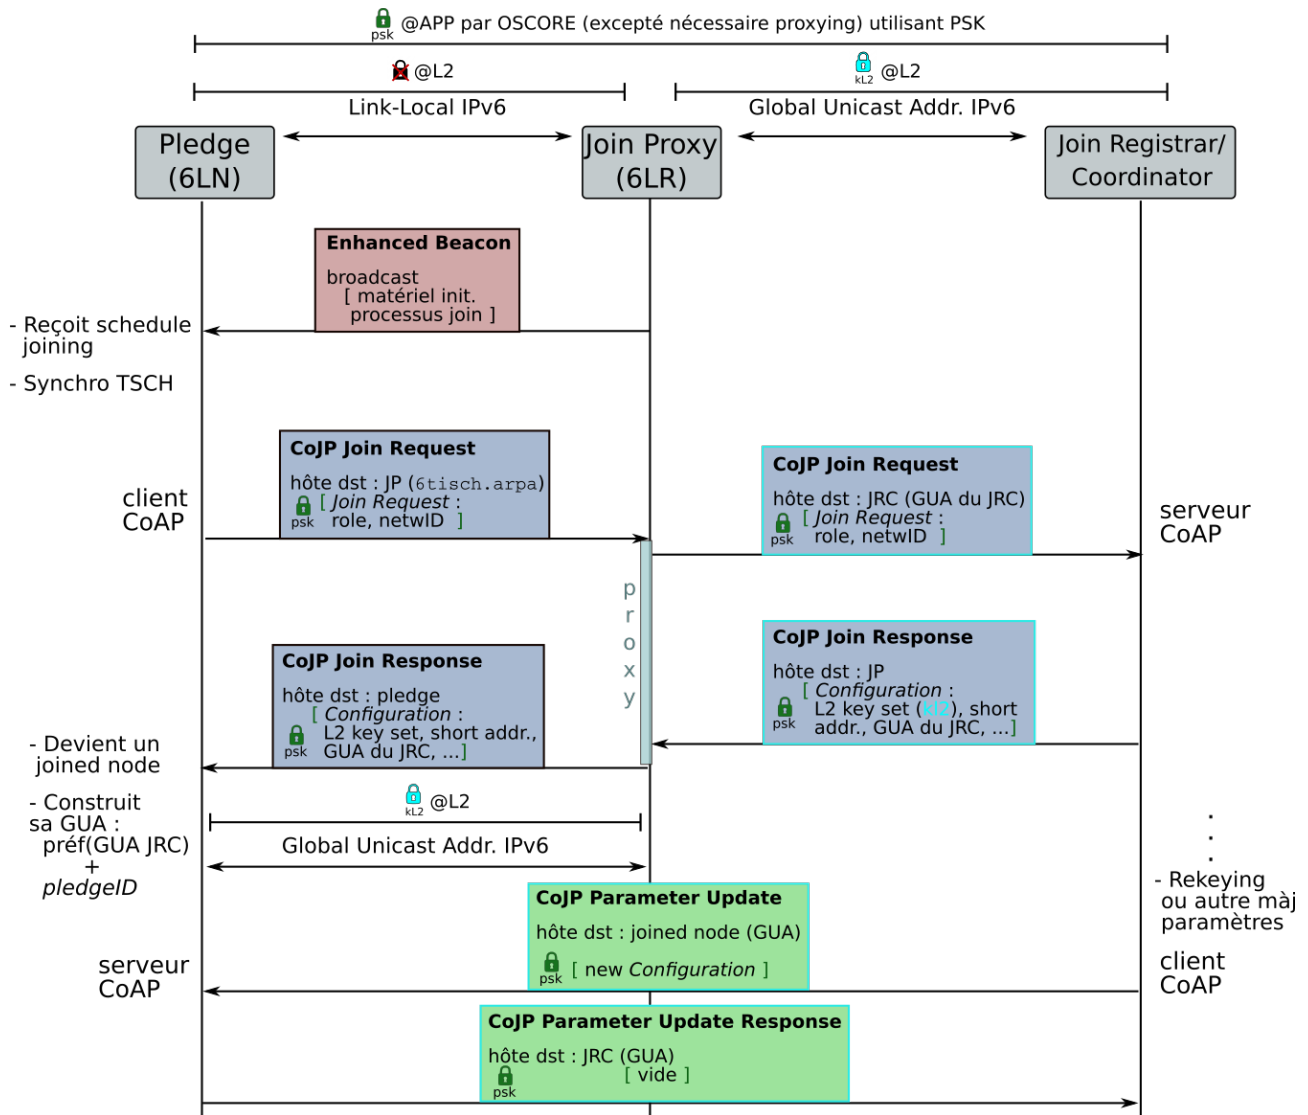 @APP par OSCORE (excepté nécessaire proxying) utilisant PSK
psk
@L2
kL2 @L2
Link-Local IPv6
Global Unicast Addr. IPv6
Pledge
(6LN)
Join Proxy
(6LR)
Join Registrar/
Coordinator
Enhanced Beacon
broadcast
[ matériel init.
processus join ]
- Reçoit schedule
joining
- Synchro TSCH
client
CoAP
CoJP Join Request
hôte dst : JP (6tisch.arpa)
[ Join Request :
psk role, netwID ]
CoJP Join Request
hôte dst : JRC (GUA du JRC)
[ Join Request :
psk role, netwID ]
serveur
CoAP
proxy
CoJP Join Response
hôte dst : JP
[ Configuration :
L2 key set (kl2), short
psk addr., GUA du JRC, ...]
CoJP Join Response
hôte dst : pledge
[ Configuration :
L2 key set, short addr.,
psk GUA du JRC, ...]
- Devient un
joined node
- Construit
sa GUA :
préf(GUA JRC)
+
pledgeID
kL2 @L2
Global Unicast Addr. IPv6
.
.
.
- Rekeying
ou autre màj
paramètres
CoJP Parameter Update
hôte dst : joined node (GUA)
psk [ new Configuration ]
serveur
CoAP
client
CoAP
CoJP Parameter Update Response
hôte dst : JRC (GUA)
psk [ vide ]